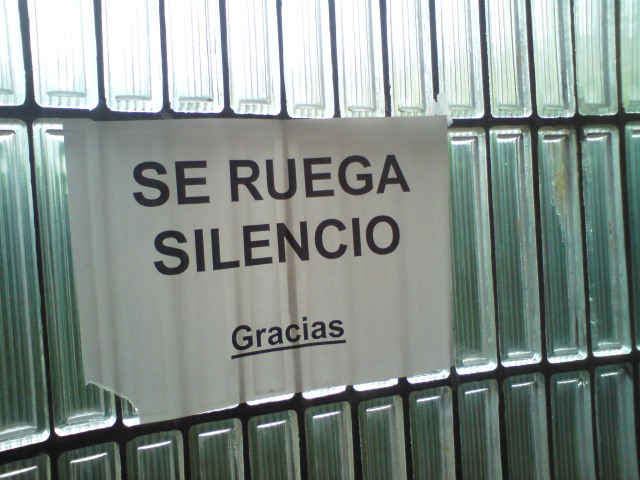 SE RUEGA
SILENCIO
Gracias